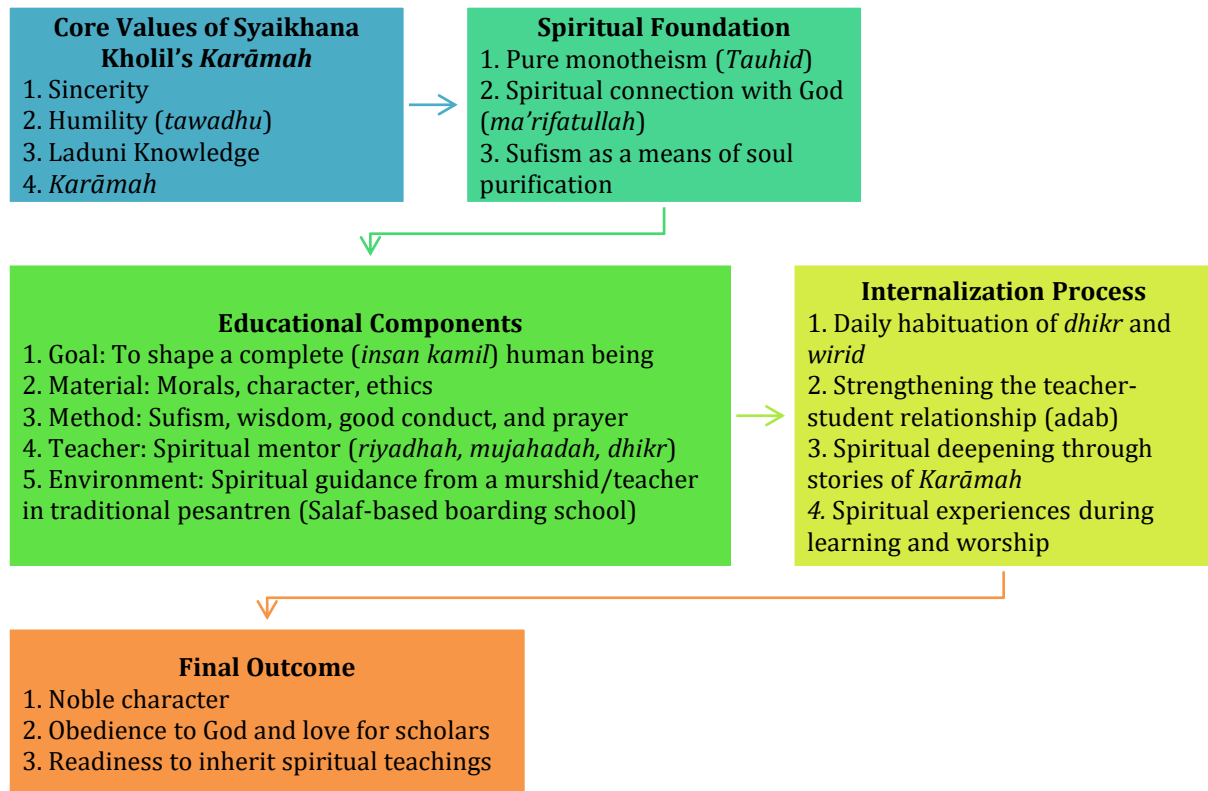 Core Values of Syaikhana
Kholil’s Karāmah
1. Sincerity
2. Humility (tawadhu)
3. Laduni Knowledge
4. Karāmah
Spiritual Foundation
1. Pure monotheism (Tauhid)
2. Spiritual connection with God
(ma’rifatullah)
3. Sufism as a means of soul
purification
Educational Components
1. Goal: To shape a complete (insan kamil) human being
2. Material: Morals, character, ethics
3. Method: Sufism, wisdom, good conduct, and prayer
4. Teacher: Spiritual mentor (riyadhah, mujahadah, dhikr)
5. Environment: Spiritual guidance from a murshid/teacher
in traditional pesantren (Salaf-based boarding school)
Internalization Process
1. Daily habituation of dhikr and
wirid
2. Strengthening the teacher-
student relationship (adab)
3. Spiritual deepening through
stories of Karāmah
4. Spiritual experiences during
learning and worship
Final Outcome
1. Noble character
2. Obedience to God and love for scholars
3. Readiness to inherit spiritual teachings